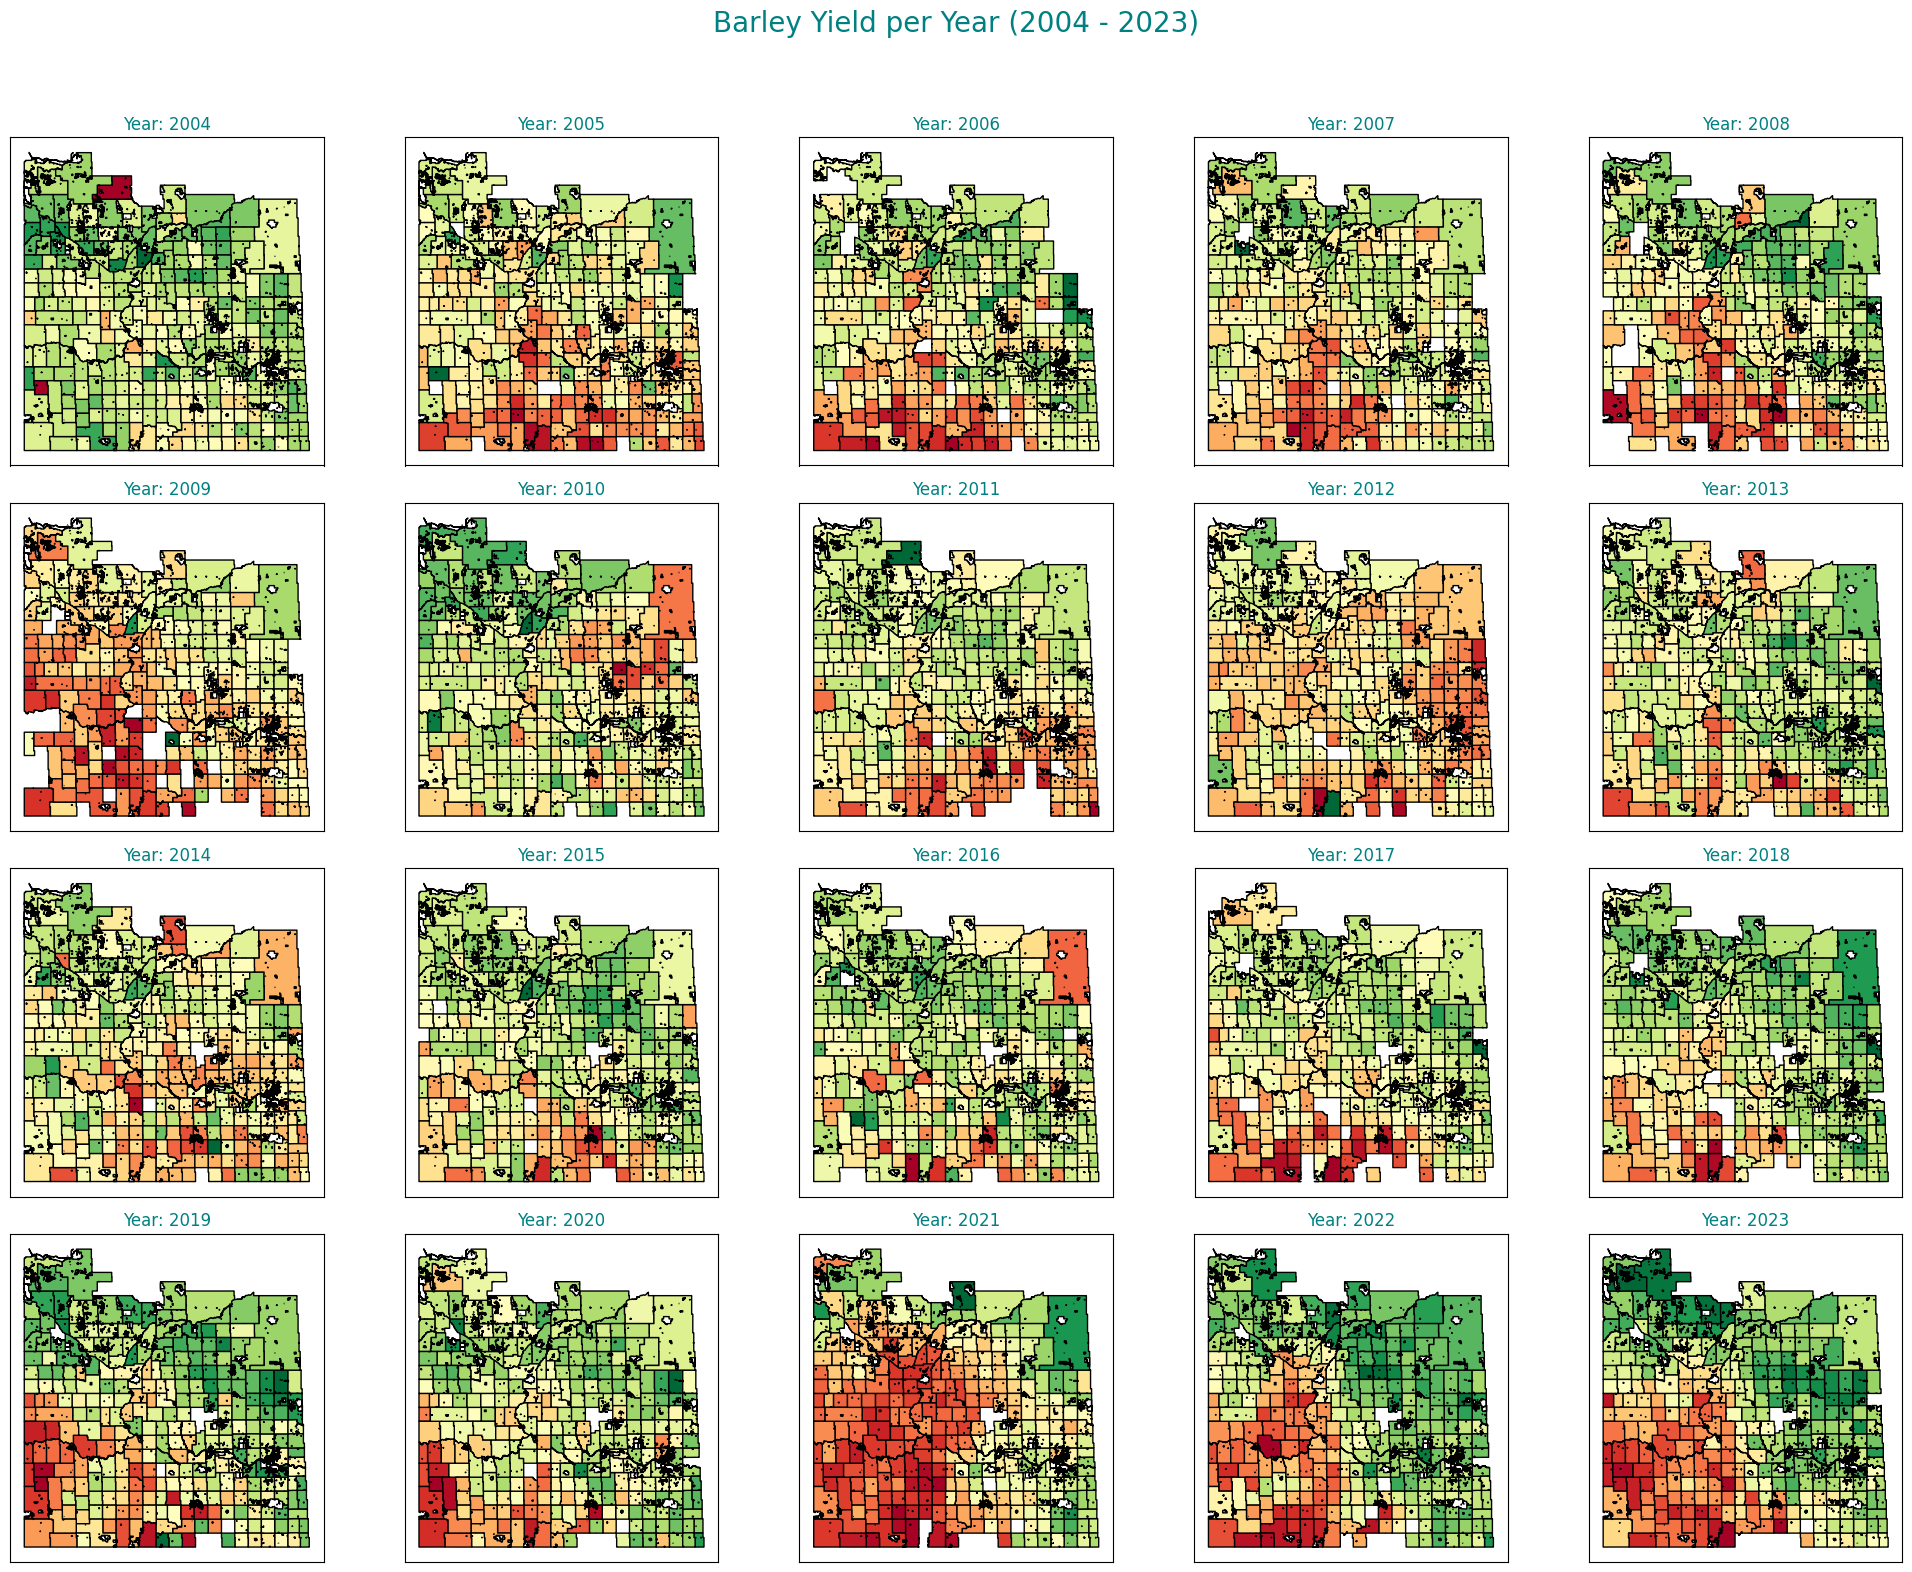 Barley Yield per Year (2004 - 2023)
Year: 2004
Year: 2005
Year: 2006
Year: 2007
Year: 2008
Year: 2009
Year: 2010
Year: 2011
Year: 2012
Year: 2013
Year: 2014
Year: 2015
Year: 2016
Year: 2017
Year: 2018
Year: 2019
Year: 2020
Year: 2021
Year: 2022
Year: 2023